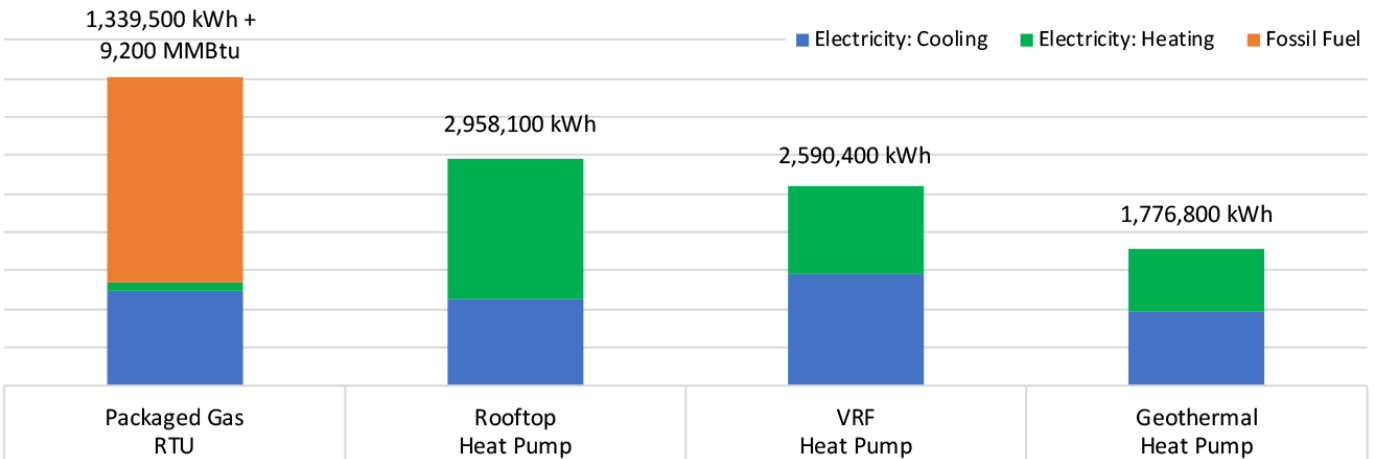 1,339,500 kWh +
9,200 MMBtu
Electricity: Cooling
Electricity: Heating
Fossil Fuel
2,958,100 kWh
2,590,400 kWh
1,776,800 kWh
Packaged Gas
RTU
Rooftop
Heat Pump
VRF
Heat Pump
Geothermal
Heat Pump